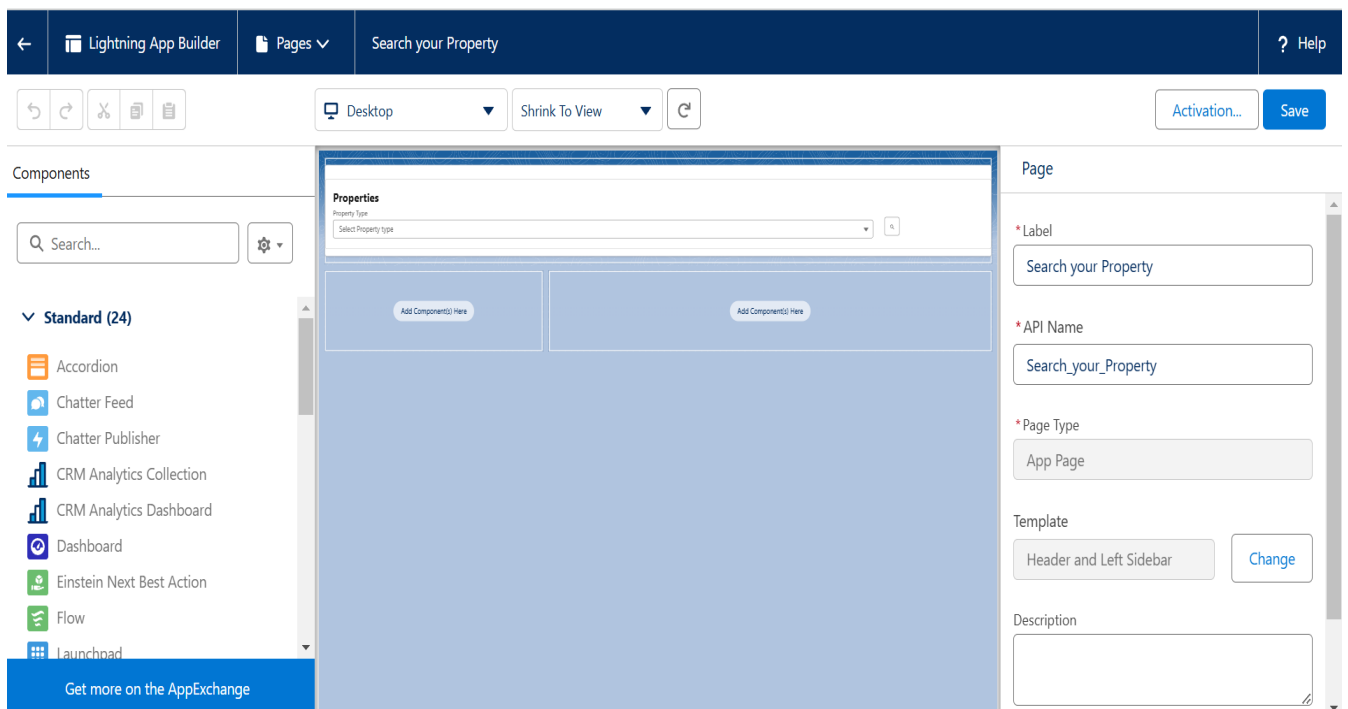 Lightning App Builder
Pages
Search your Property
? Help
Desktop
Shrink To View
Activation...
Save
Components
Search...
Standard (24)
Accordion
Chatter Feed
Chatter Publisher
CRM Analytics Collection
CRM Analytics Dashboard
Dashboard
Einstein Next Best Action
Flow
Launchpad
Get more on the AppExchange
Properties
Property Type
Select Property type
Add Component(s) Here
Add Component(s) Here
Page
*Label
Search your Property
*API Name
Search_your_Property
*Page Type
App Page
Template
Header and Left Sidebar
Change
Description